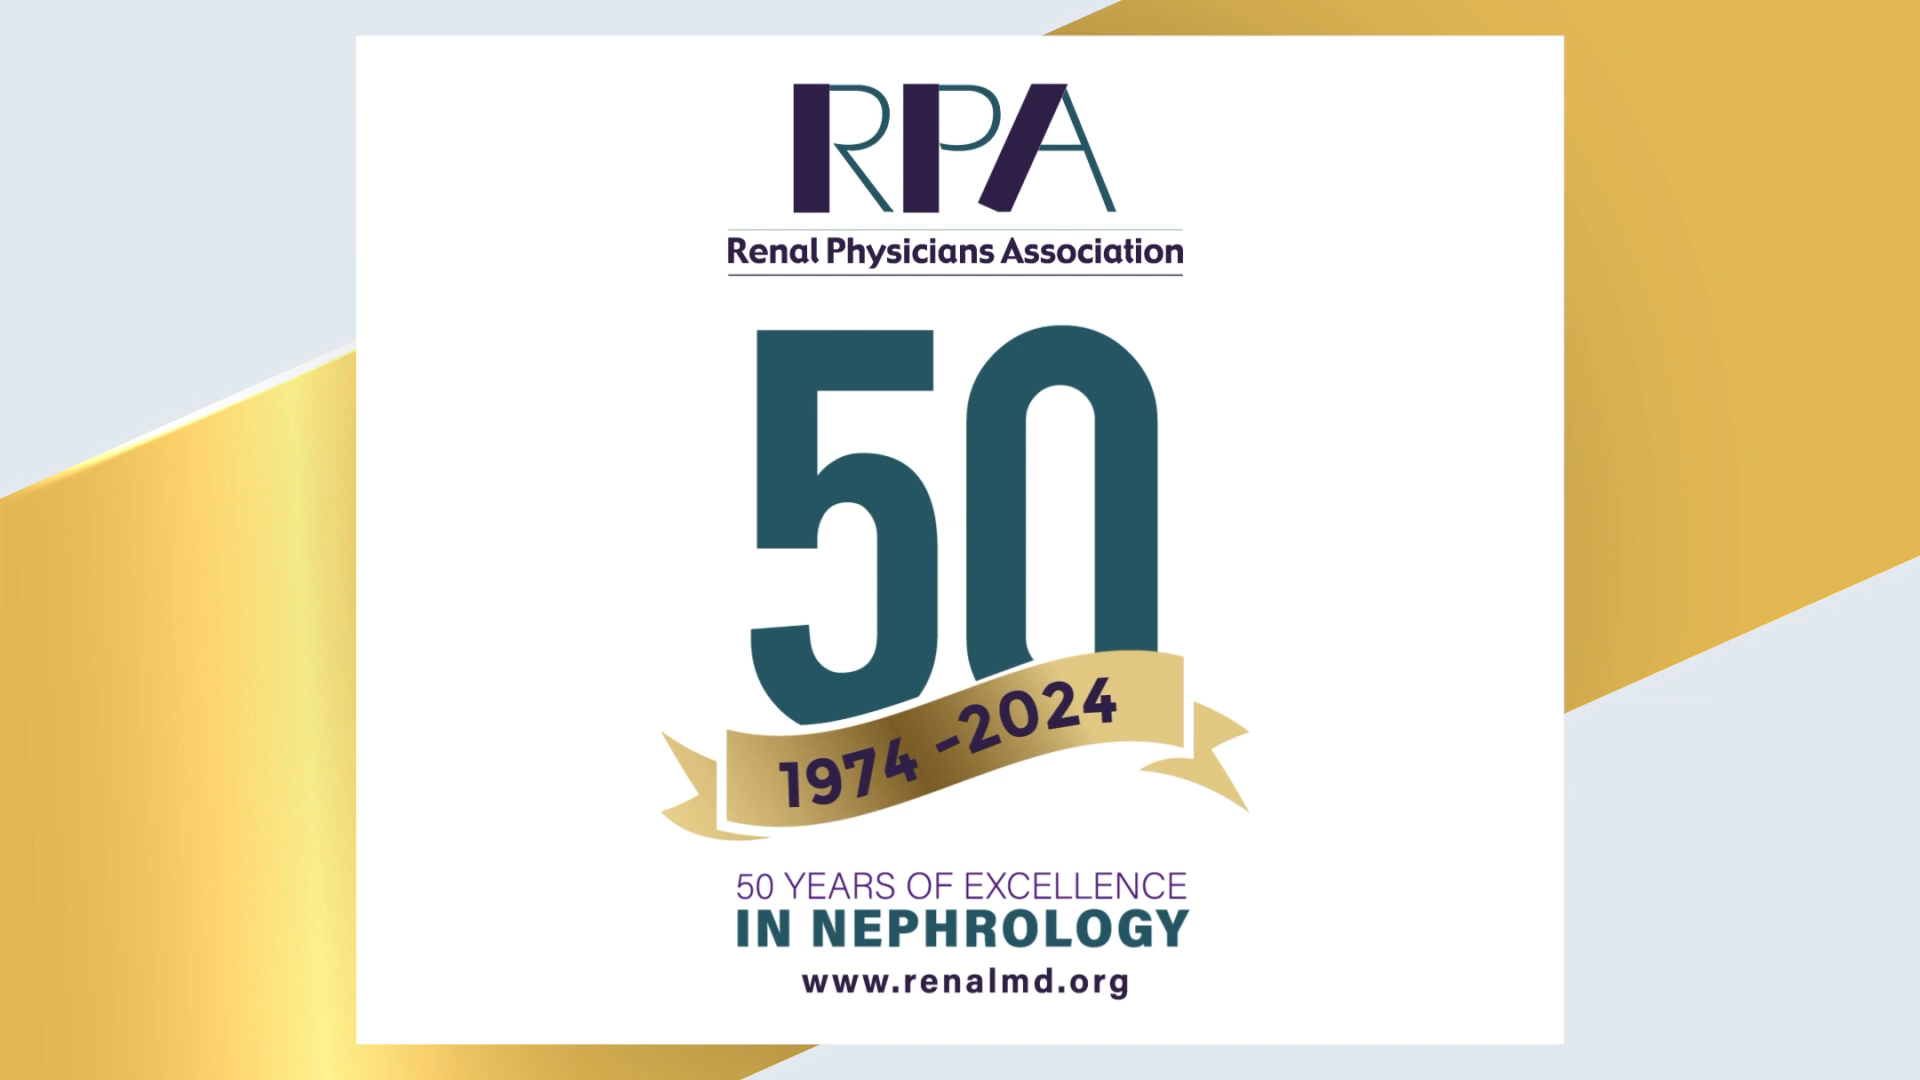 RPA
Renal Physicians Association
50
1974 -2024
50 YEARS OF EXCELLENCE
IN NEPHROLOGY
www.renalmd.org